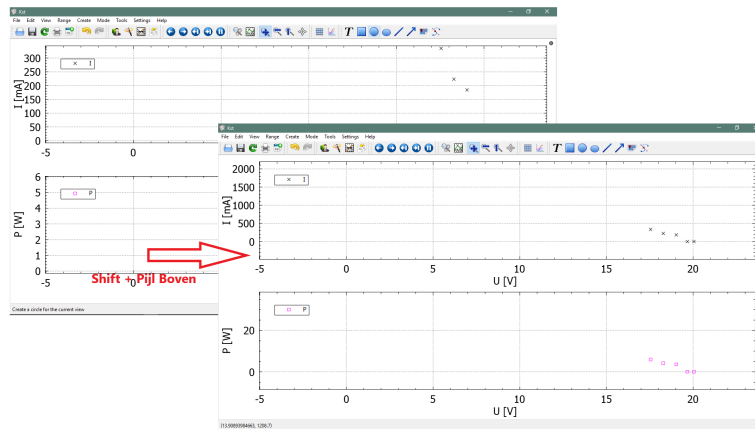 Kst
File Edit View Range Create Mode Tools Settings Help
I [mA]
300
250
200
150
100
50
0
× I
-5
0
P [W]
6
5
4
3
2
1
0
P
-5
0
Shift + Pijl Boven
Create a circle for the current view
Kst
File Edit View Range Create Mode Tools Settings Help
T
I [mA]
2000
1500
1000
500
0
× I
-5
0
5
10
15
20
U [V]
P [W]
20
0
P
-5
0
5
10
15
20
U [V]